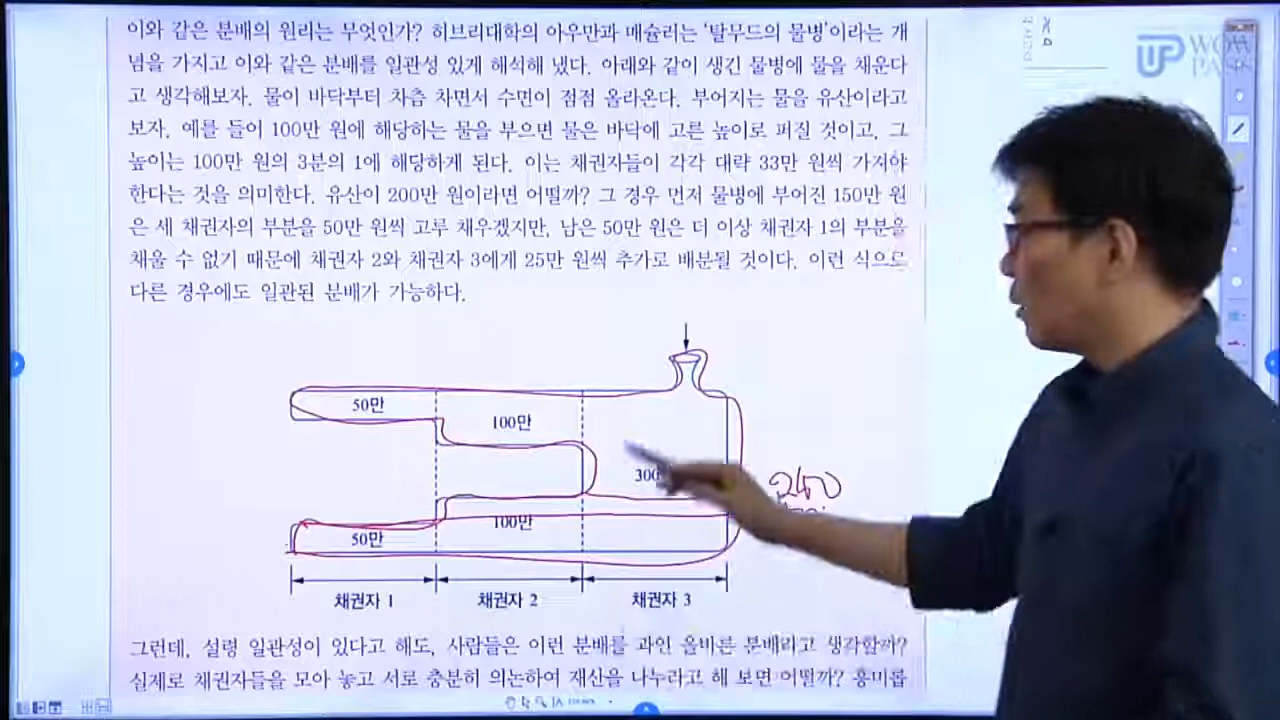 이와 같은 분배의 원리는 무엇인가? 히브리대학의 아우만과 매슐러는 ‘탈무드의 물병’이라는 개
념을 가지고 이와 같은 분배를 일관성 있게 해석해 냈다. 아래와 같이 생긴 물병에 물을 채운다
고 생각해보자. 물이 바닥부터 차츰 차면서 수면이 점점 올라온다. 부어지는 물을 유산이라고
보자. 예를 들어 100만 원에 해당하는 물을 부으면 물은 바닥에 고른 높이로 퍼질 것이고, 그
높이는 100만 원의 3분의 1에 해당하게 된다. 이는 채권자들이 각각 대략 33만 원씩 가져야
한다는 것을 의미한다. 유산이 200만 원이라면 어떨까? 그 경우 먼저 물병에 부어진 150만 원
은 세 채권자의 부분을 50만 원씩 고루 채우겠지만, 남은 50만 원은 더 이상 채권자 1의 부분을
채울 수 없기 때문에 채권자 2와 채권자 3에게 25만 원씩 추가로 배분될 것이다. 이런 식으로
다른 경우에도 일관된 분배가 가능하다.
UP WOW PASS
50만
100만
300
250
100만
50만
채권자 1
채권자 2
채권자 3
그런데, 설령 일관성이 있다고 해도, 사람들은 이런 분배를 과인 올바른 분배라고 생각할까?
실제로 채권자들을 모아 놓고 서로 충분히 의논하여 재산을 나누라고 해 보면 어떨까? 흥미롭